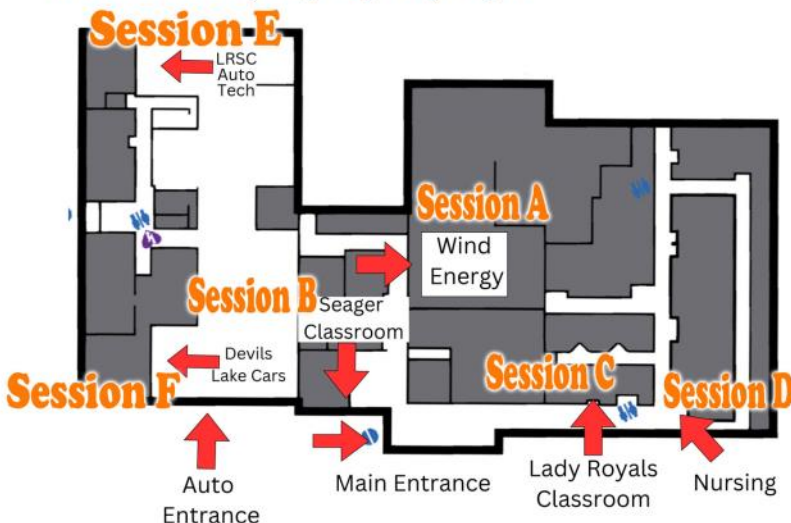 Session E
LRSC
Auto
Tech
Session A
Wind
Energy
Session B
Seager
Classroom
Devils
Lake Cars
Session F
Session C
Session D
Main Entrance
Auto
Entrance
Lady Royals
Classroom
Nursing